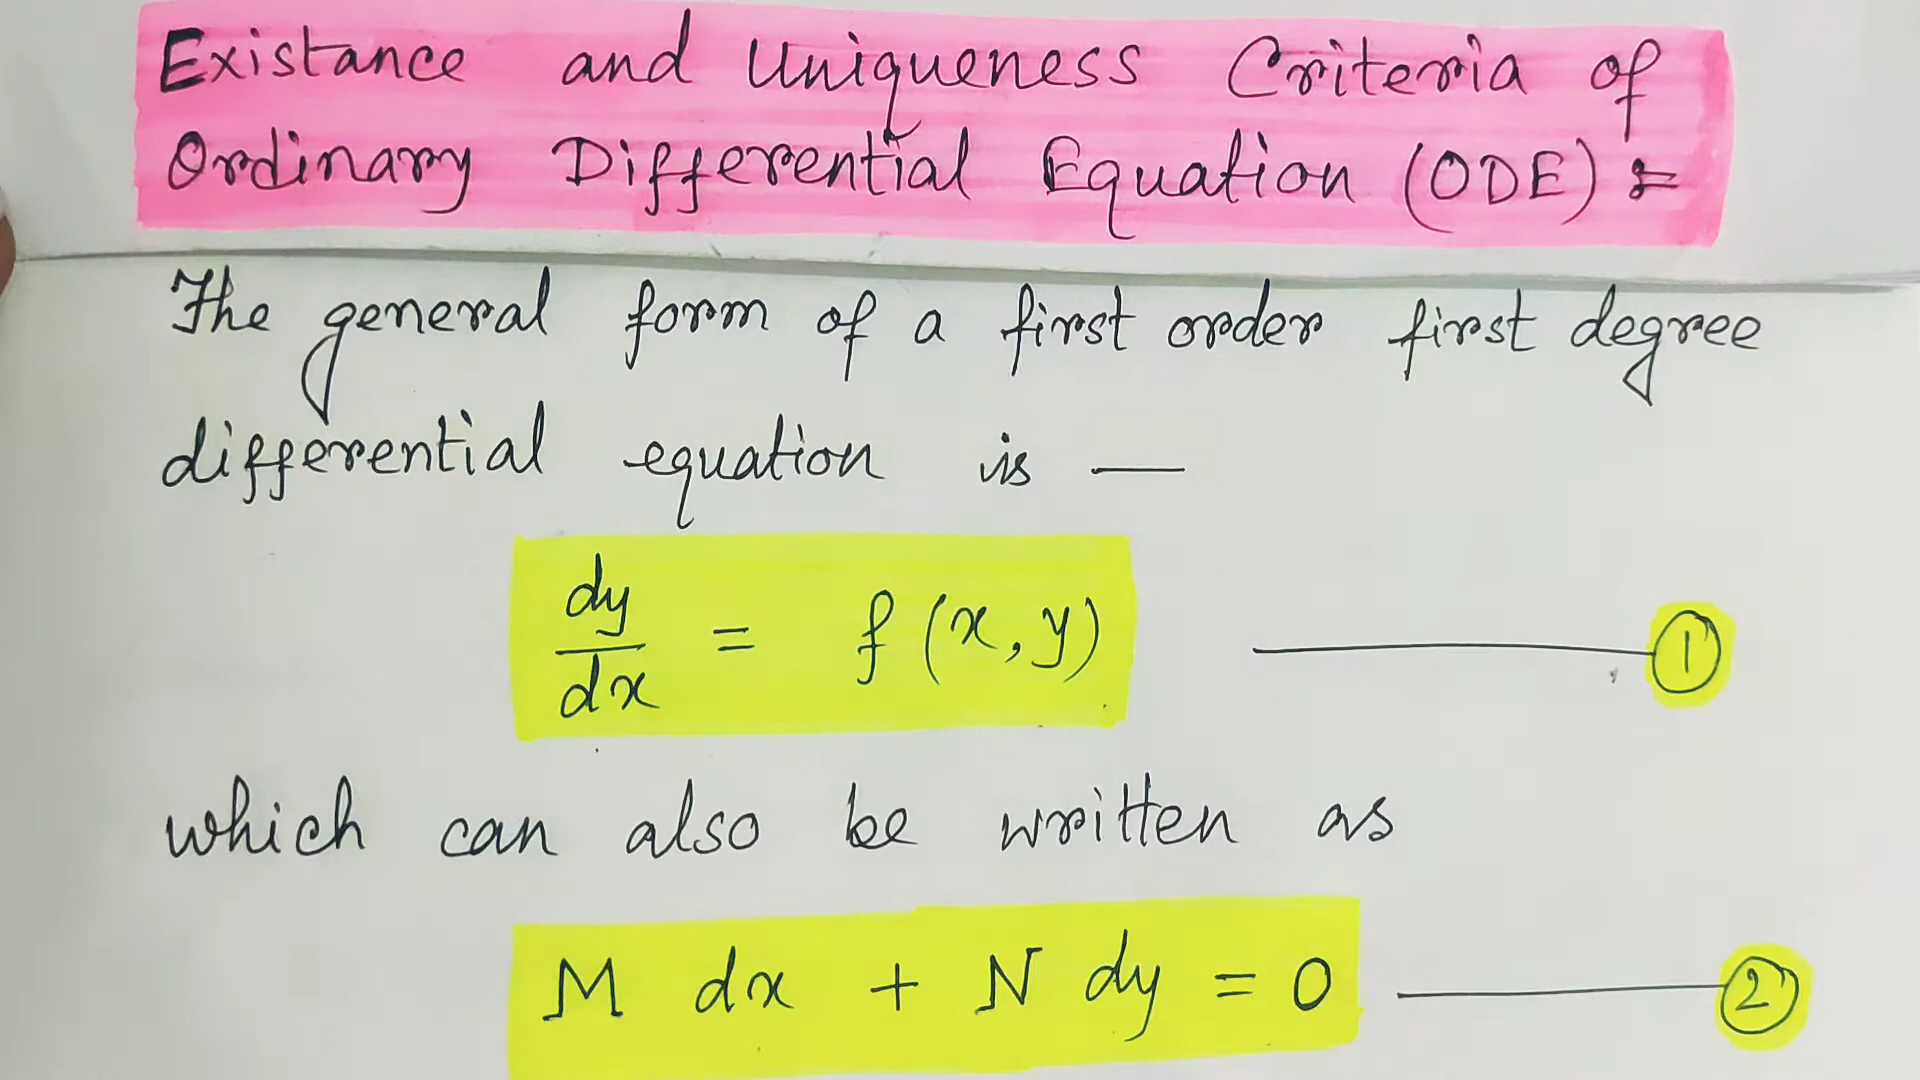 Existance and Uniqueness Criteria of
Ordinary Differential Equation (ODE) :=
The general form of a first order first degree
differential equation is —
dy/dx = f(x,y) —— ①
which can also be written as
M dx + N dy = 0 —— ②